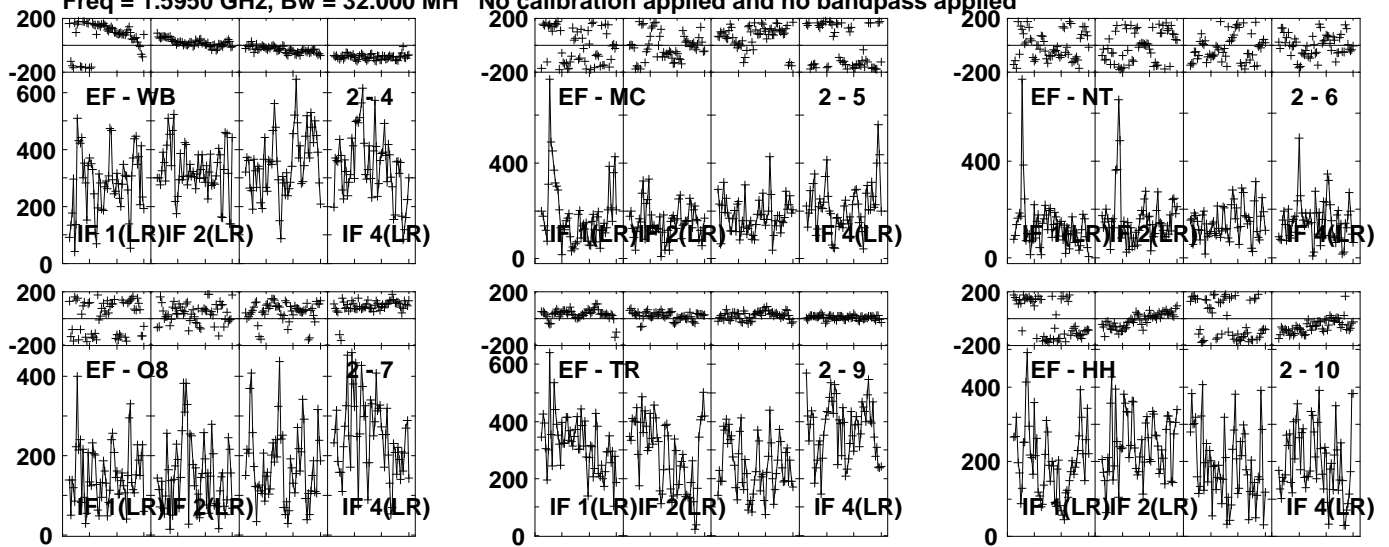 Freq = 1.5950 GHz, Bw = 32.000 MH No calibration applied and no bandpass applied
200
-200
600
400
200
0
EF - WB
2 - 4
IF 1(LR)
IF 2(LR)
IF 4(LR)
200
-200
400
0
EF - MC
2 - 5
IF 1(LR)
IF 2(LR)
IF 4(LR)
200
-200
400
0
EF - NT
2 - 6
IF 1(LR)
IF 2(LR)
IF 4(LR)
200
-200
400
200
0
EF - O8
2 - 7
IF 1(LR)
IF 2(LR)
IF 4(LR)
200
-200
600
400
200
0
EF - TR
2 - 9
IF 1(LR)
IF 2(LR)
IF 4(LR)
200
-200
400
200
0
EF - HH
2 - 10
IF 1(LR)
IF 2(LR)
IF 4(LR)